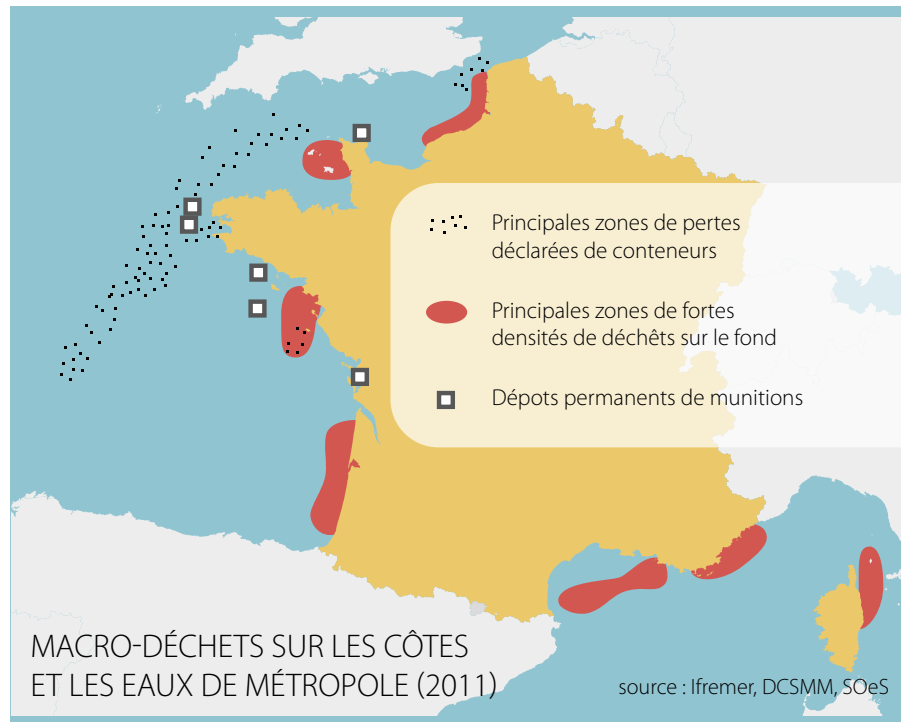 Principales zones de pertes
déclarées de conteneurs
Principales zones de fortes
densités de déchêts sur le fond
Dépots permanents de munitions
MACRO-DÉCHETS SUR LES CÔTES
ET LES EAUX DE MÉTROPOLE (2011)
source : Ifremer, DCSMM, SOeS